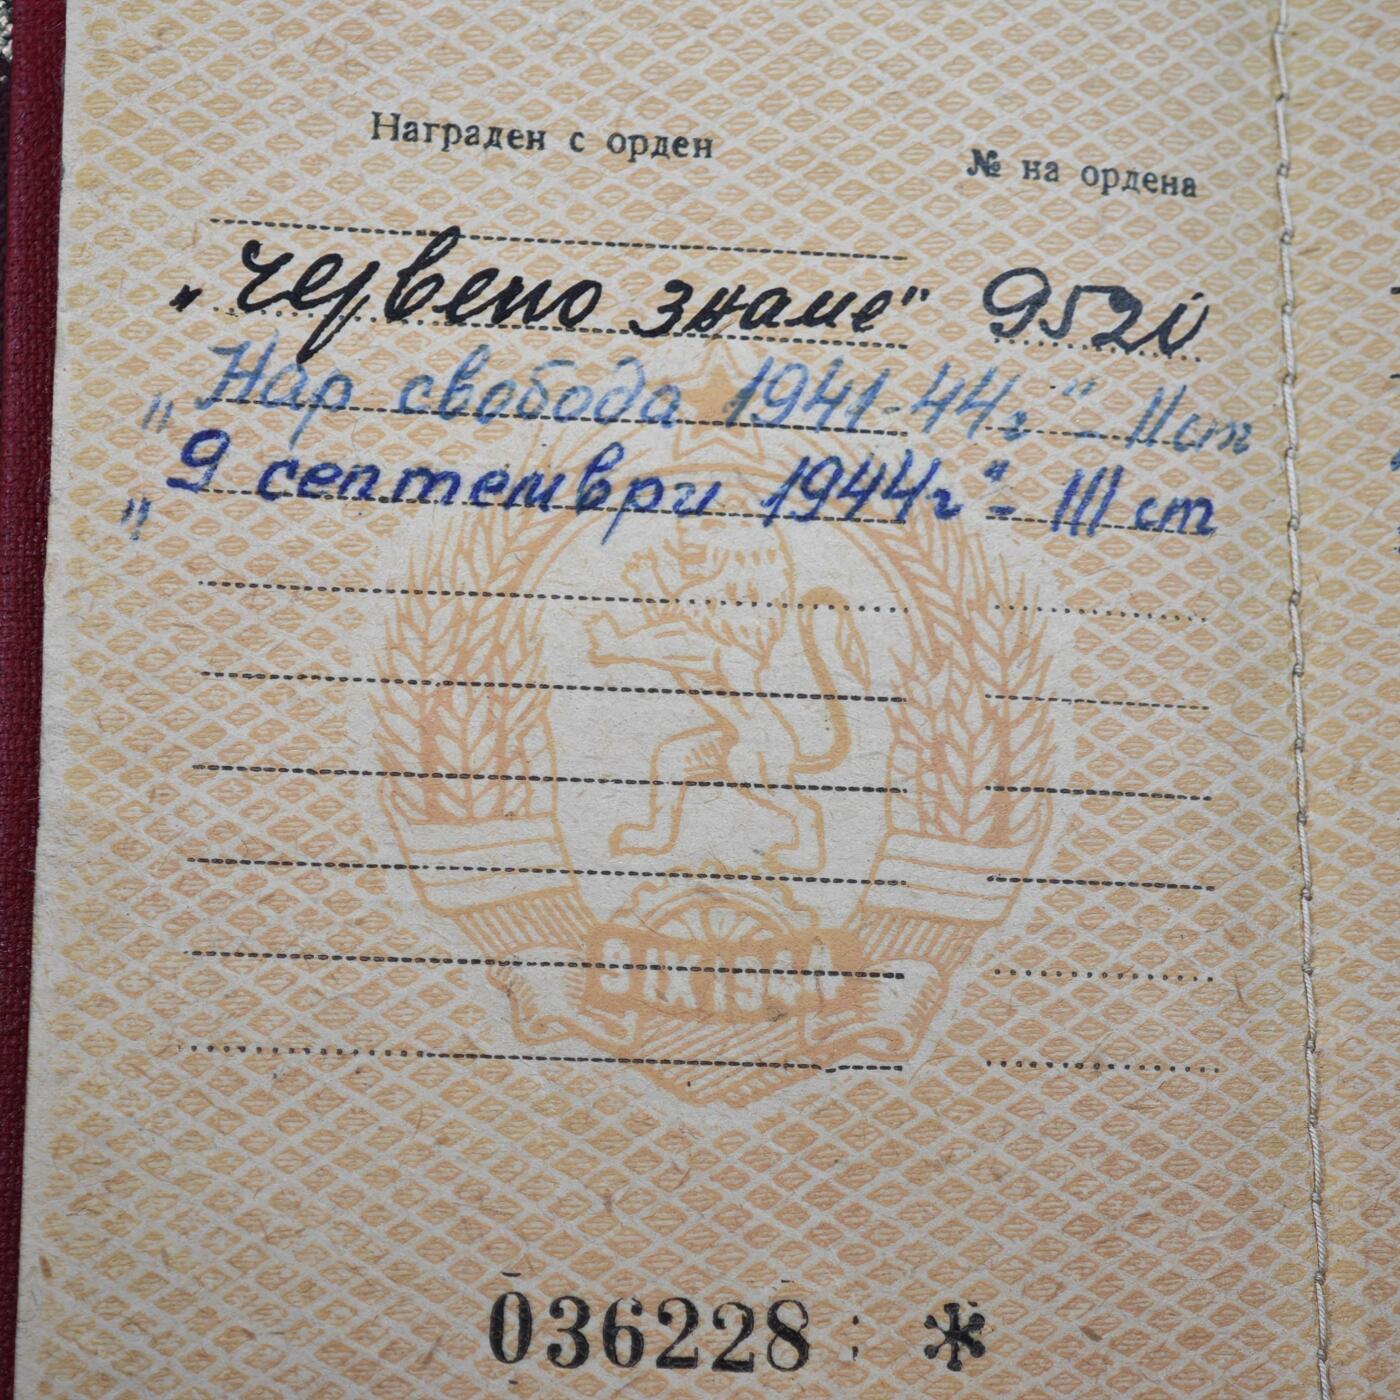 Награден с орден
№ на ордена
„Червено знаме" 9520
„Нар свобода 1941-44г" - II ст
„9 септември 1944г" - III ст
9 IX 1944
036228 *